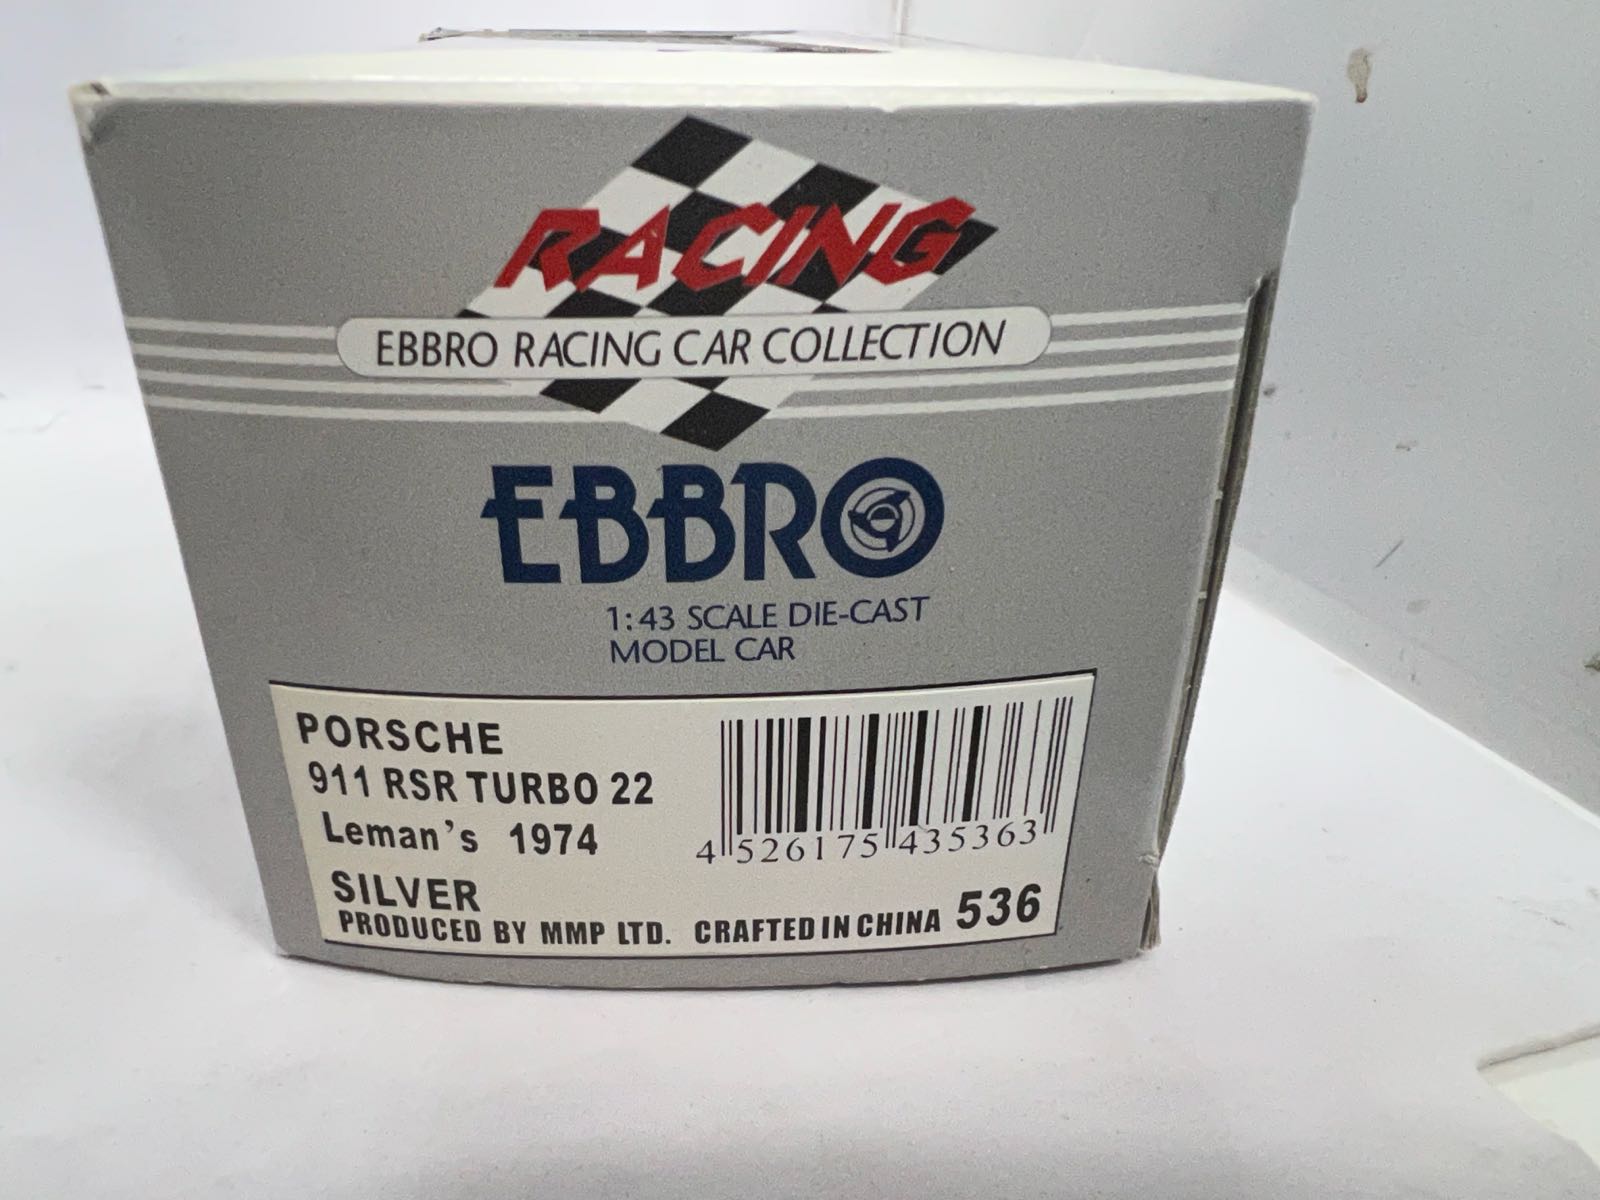 RACING
EBBRO RACING CAR COLLECTION
EBBRO
1:43 SCALE DIE-CAST
MODEL CAR
PORSCHE
911 RSR TURBO 22
Leman's 1974
SILVER
4 526175 435363
PRODUCED BY MMP LTD. CRAFTED IN CHINA 536